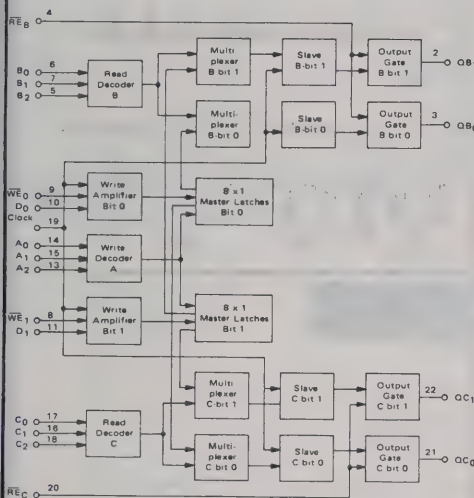 4
RE B
6
B0
7
B1
5
B2
Read
Decoder
B
Multi
plexer
B bit 1
Slave
B-bit 1
Output
Gate
B bit 1
2
QB
Multi-
plexer
B-bit 0
Slave
B-bit 0
Output
Gate
B bit 0
3
QB
WE0
9
D0
10
Clock
19
Write
Amplifier
Bit 0
8 x 1
Master Latches
Bit 0
A0
14
A1
15
A2
13
Write
Decoder
A
WE1
8
D1
11
Write
Amplifier
Bit 1
8 x 1
Master Latches
Bit 1
Multi
plexer
C-bit 1
Slave
C bit 1
Output
Gate
C bit 1
22
QC1
C0
17
C1
16
C2
18
Read
Decoder
C
Multi-
plexer
C bit 0
Slave
C bit 0
Output
Gate
C bit 0
21
QC0
REC
20